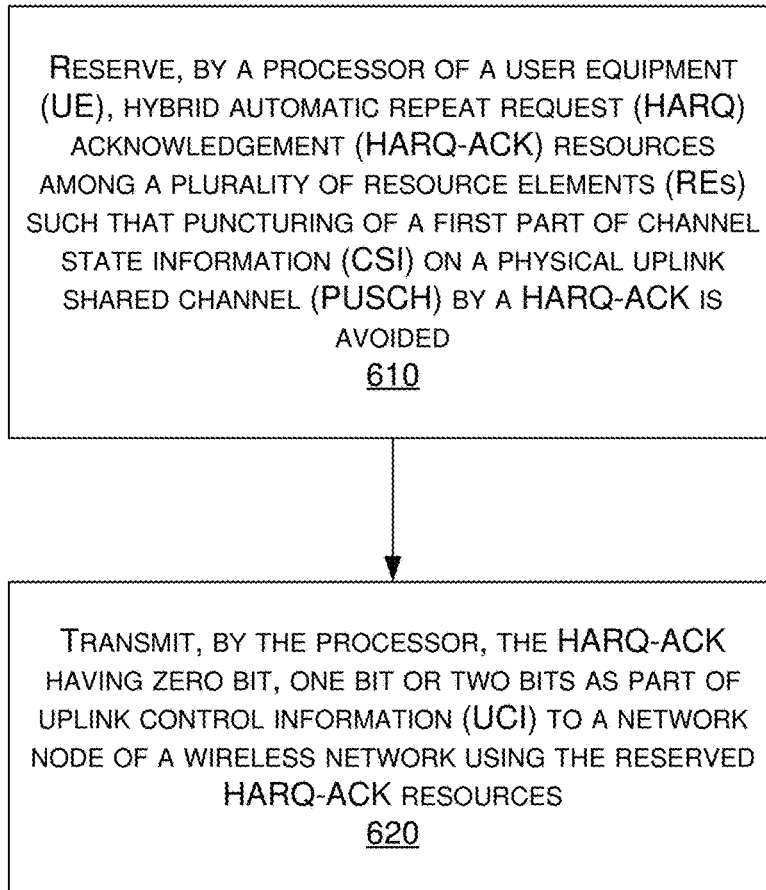 RESERVE, BY A PROCESSOR OF A USER EQUIPMENT
(UE), HYBRID AUTOMATIC REPEAT REQUEST (HARQ)
ACKNOWLEDGEMENT (HARQ-ACK) RESOURCES
AMONG A PLURALITY OF RESOURCE ELEMENTS (REs)
SUCH THAT PUNCTURING OF A FIRST PART OF CHANNEL
STATE INFORMATION (CSI) ON A PHYSICAL UPLINK
SHARED CHANNEL (PUSCH) BY A HARQ-ACK IS
AVOIDED
610
TRANSMIT, BY THE PROCESSOR, THE HARQ-ACK
HAVING ZERO BIT, ONE BIT OR TWO BITS AS PART OF
UPLINK CONTROL INFORMATION (UCI) TO A NETWORK
NODE OF A WIRELESS NETWORK USING THE RESERVED
HARQ-ACK RESOURCES
620